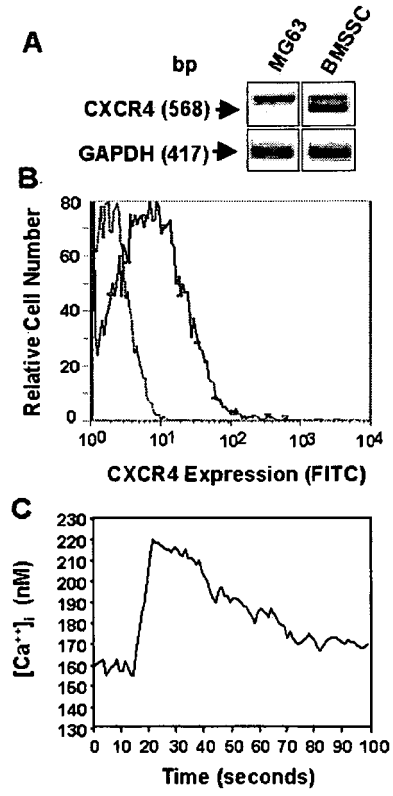 A
MG63
BMSSC
bp
CXCR4 (568)
GAPDH (417)
B
Relative Cell Number
80
60
40
20
0
10⁰ 10¹ 10² 10³ 10⁴
CXCR4 Expression (FITC)
C
[Ca⁺⁺]i (nM)
230
220
210
200
190
180
170
160
150
140
130
0 10 20 30 40 50 60 70 80 90 100
Time (seconds)